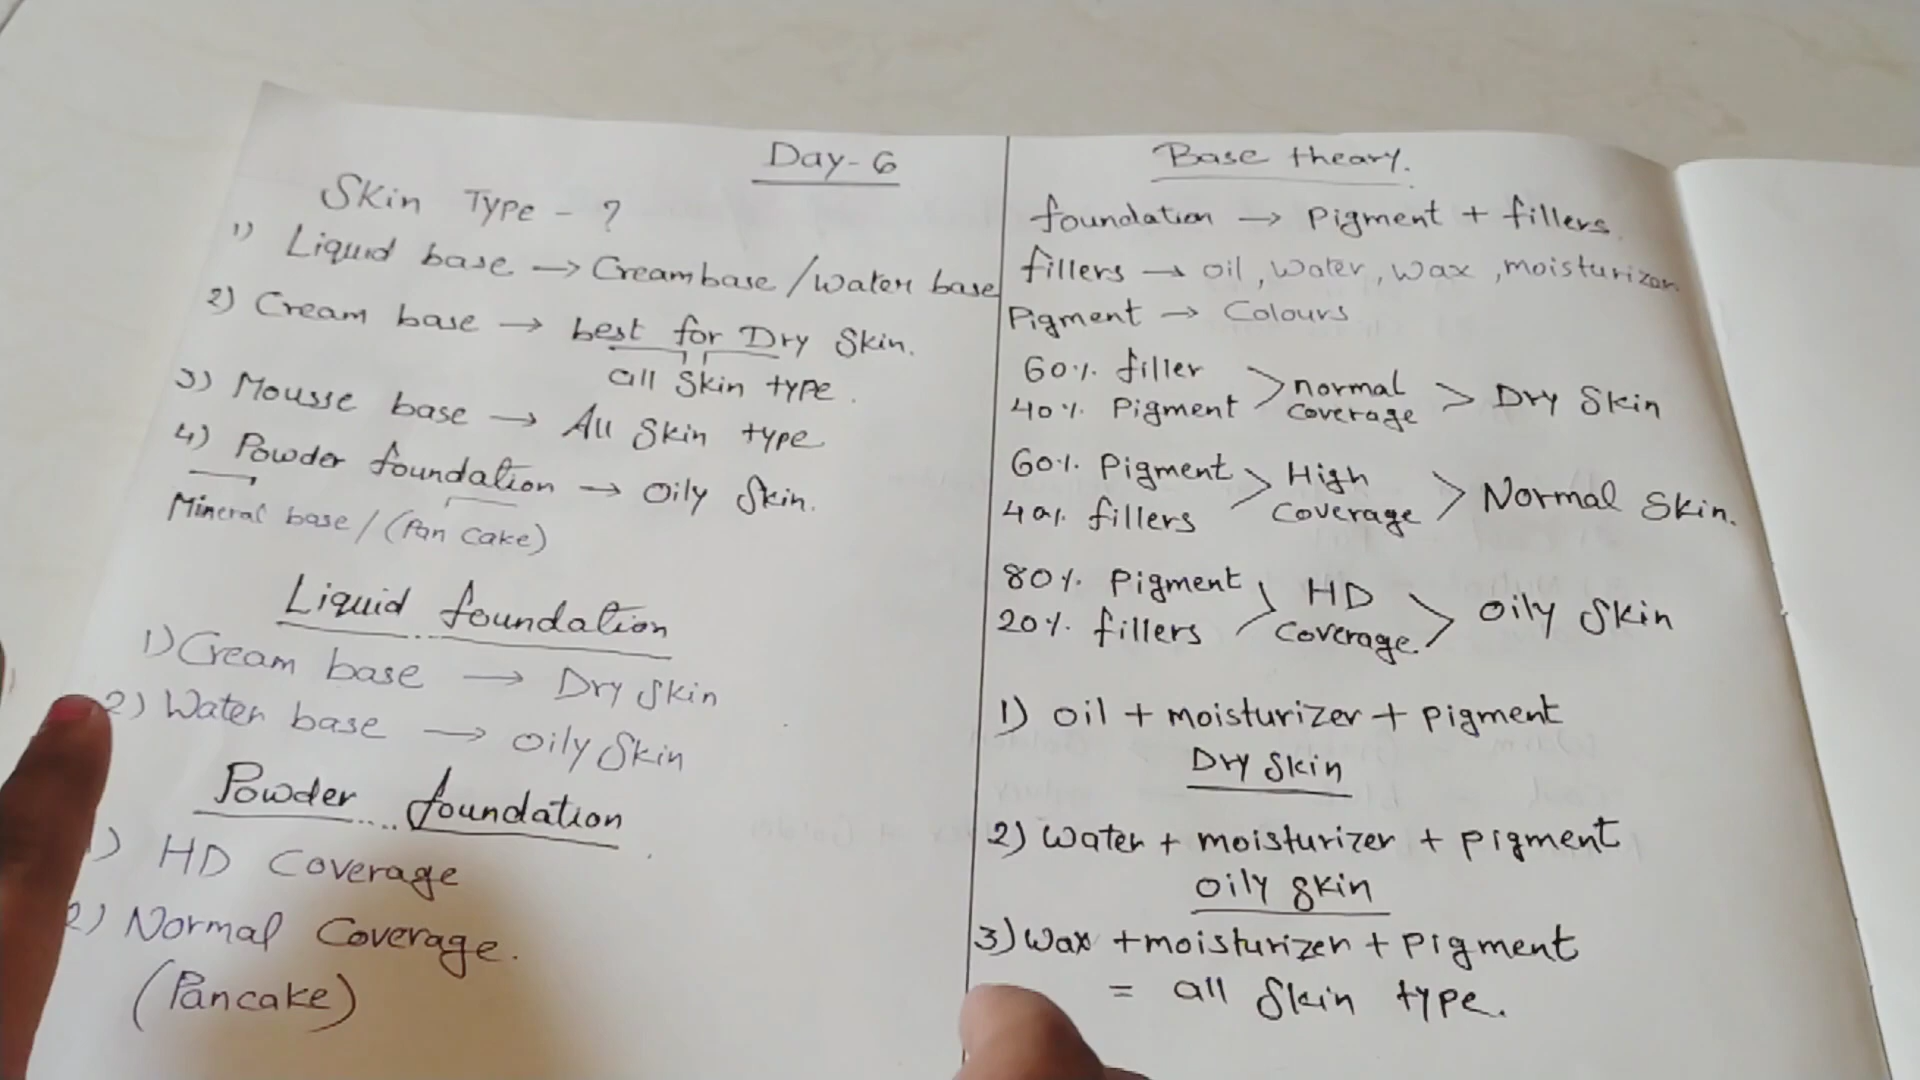 Day-6
Skin Type - ?
1) Liquid base → Creambase/water base
2) Cream base → best for Dry Skin.
all Skin type.
3) Mousse base → All Skin type
4) Powder foundation → Oily Skin.
Mineral base/(Pan Cake)
Liquid foundation
1) Cream base → Dry Skin
2) Water base → Oily Skin
Powder foundation
1) HD Coverage
2) Normal Coverage.
(Pancake)
Base theary.
foundation → Pigment + fillers.
fillers → oil, water, wax, moisturizer
Pigment → Colours
60% filler
40% Pigment > normal coverage > Dry Skin
60% Pigment
40% fillers > High Coverage > Normal Skin.
80% Pigment
20% fillers > HD Coverage > Oily Skin
1) oil + moisturizer + pigment
Dry Skin
2) Water + moisturizer + pigment
Oily Skin
3) Wax + moisturizer + pigment
= all Skin type.